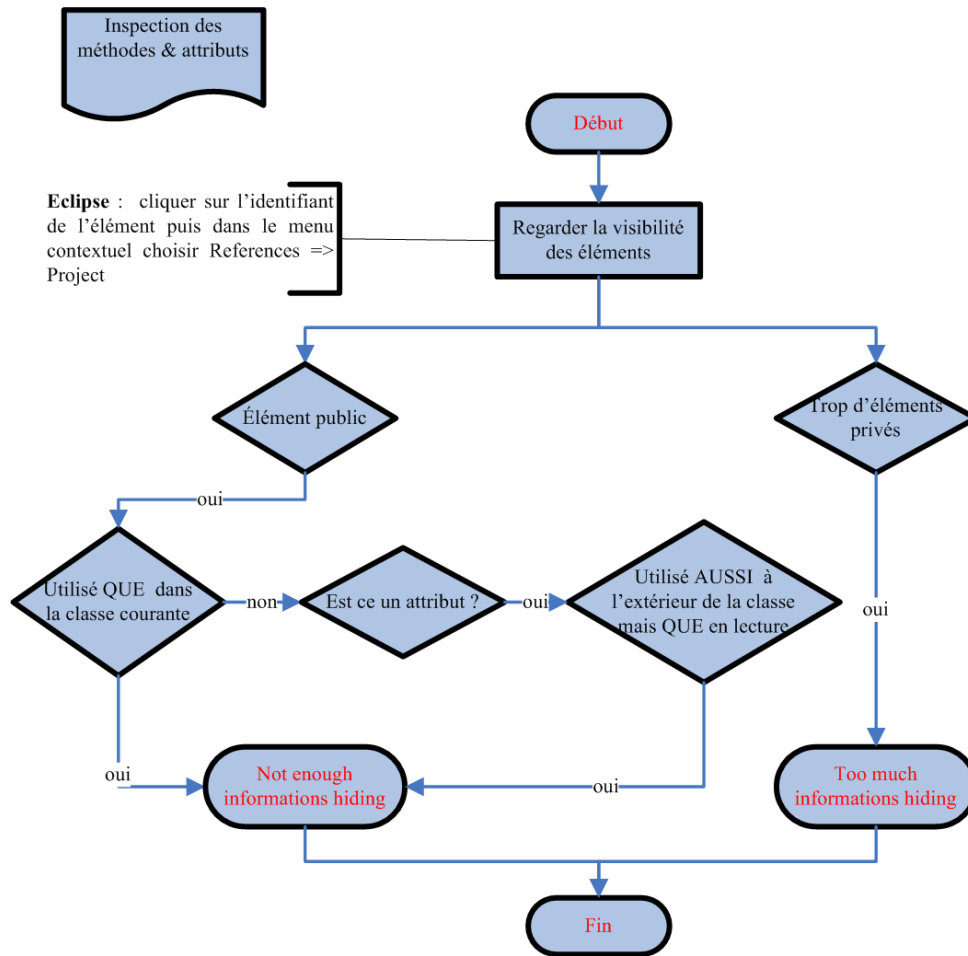 Inspection des
méthodes & attributs
Début
Eclipse : cliquer sur l'identifiant
de l'élément puis dans le menu
contextuel choisir References =>
Project
Regarder la visibilité
des éléments
Élément public
Trop d'éléments
privés
oui
Utilisé QUE dans
la classe courante
non
Est ce un attribut ?
oui
Utilisé AUSSI à
l'extérieur de la classe
mais QUE en lecture
oui
oui
Not enough
informations hiding
oui
Too much
informations hiding
Fin